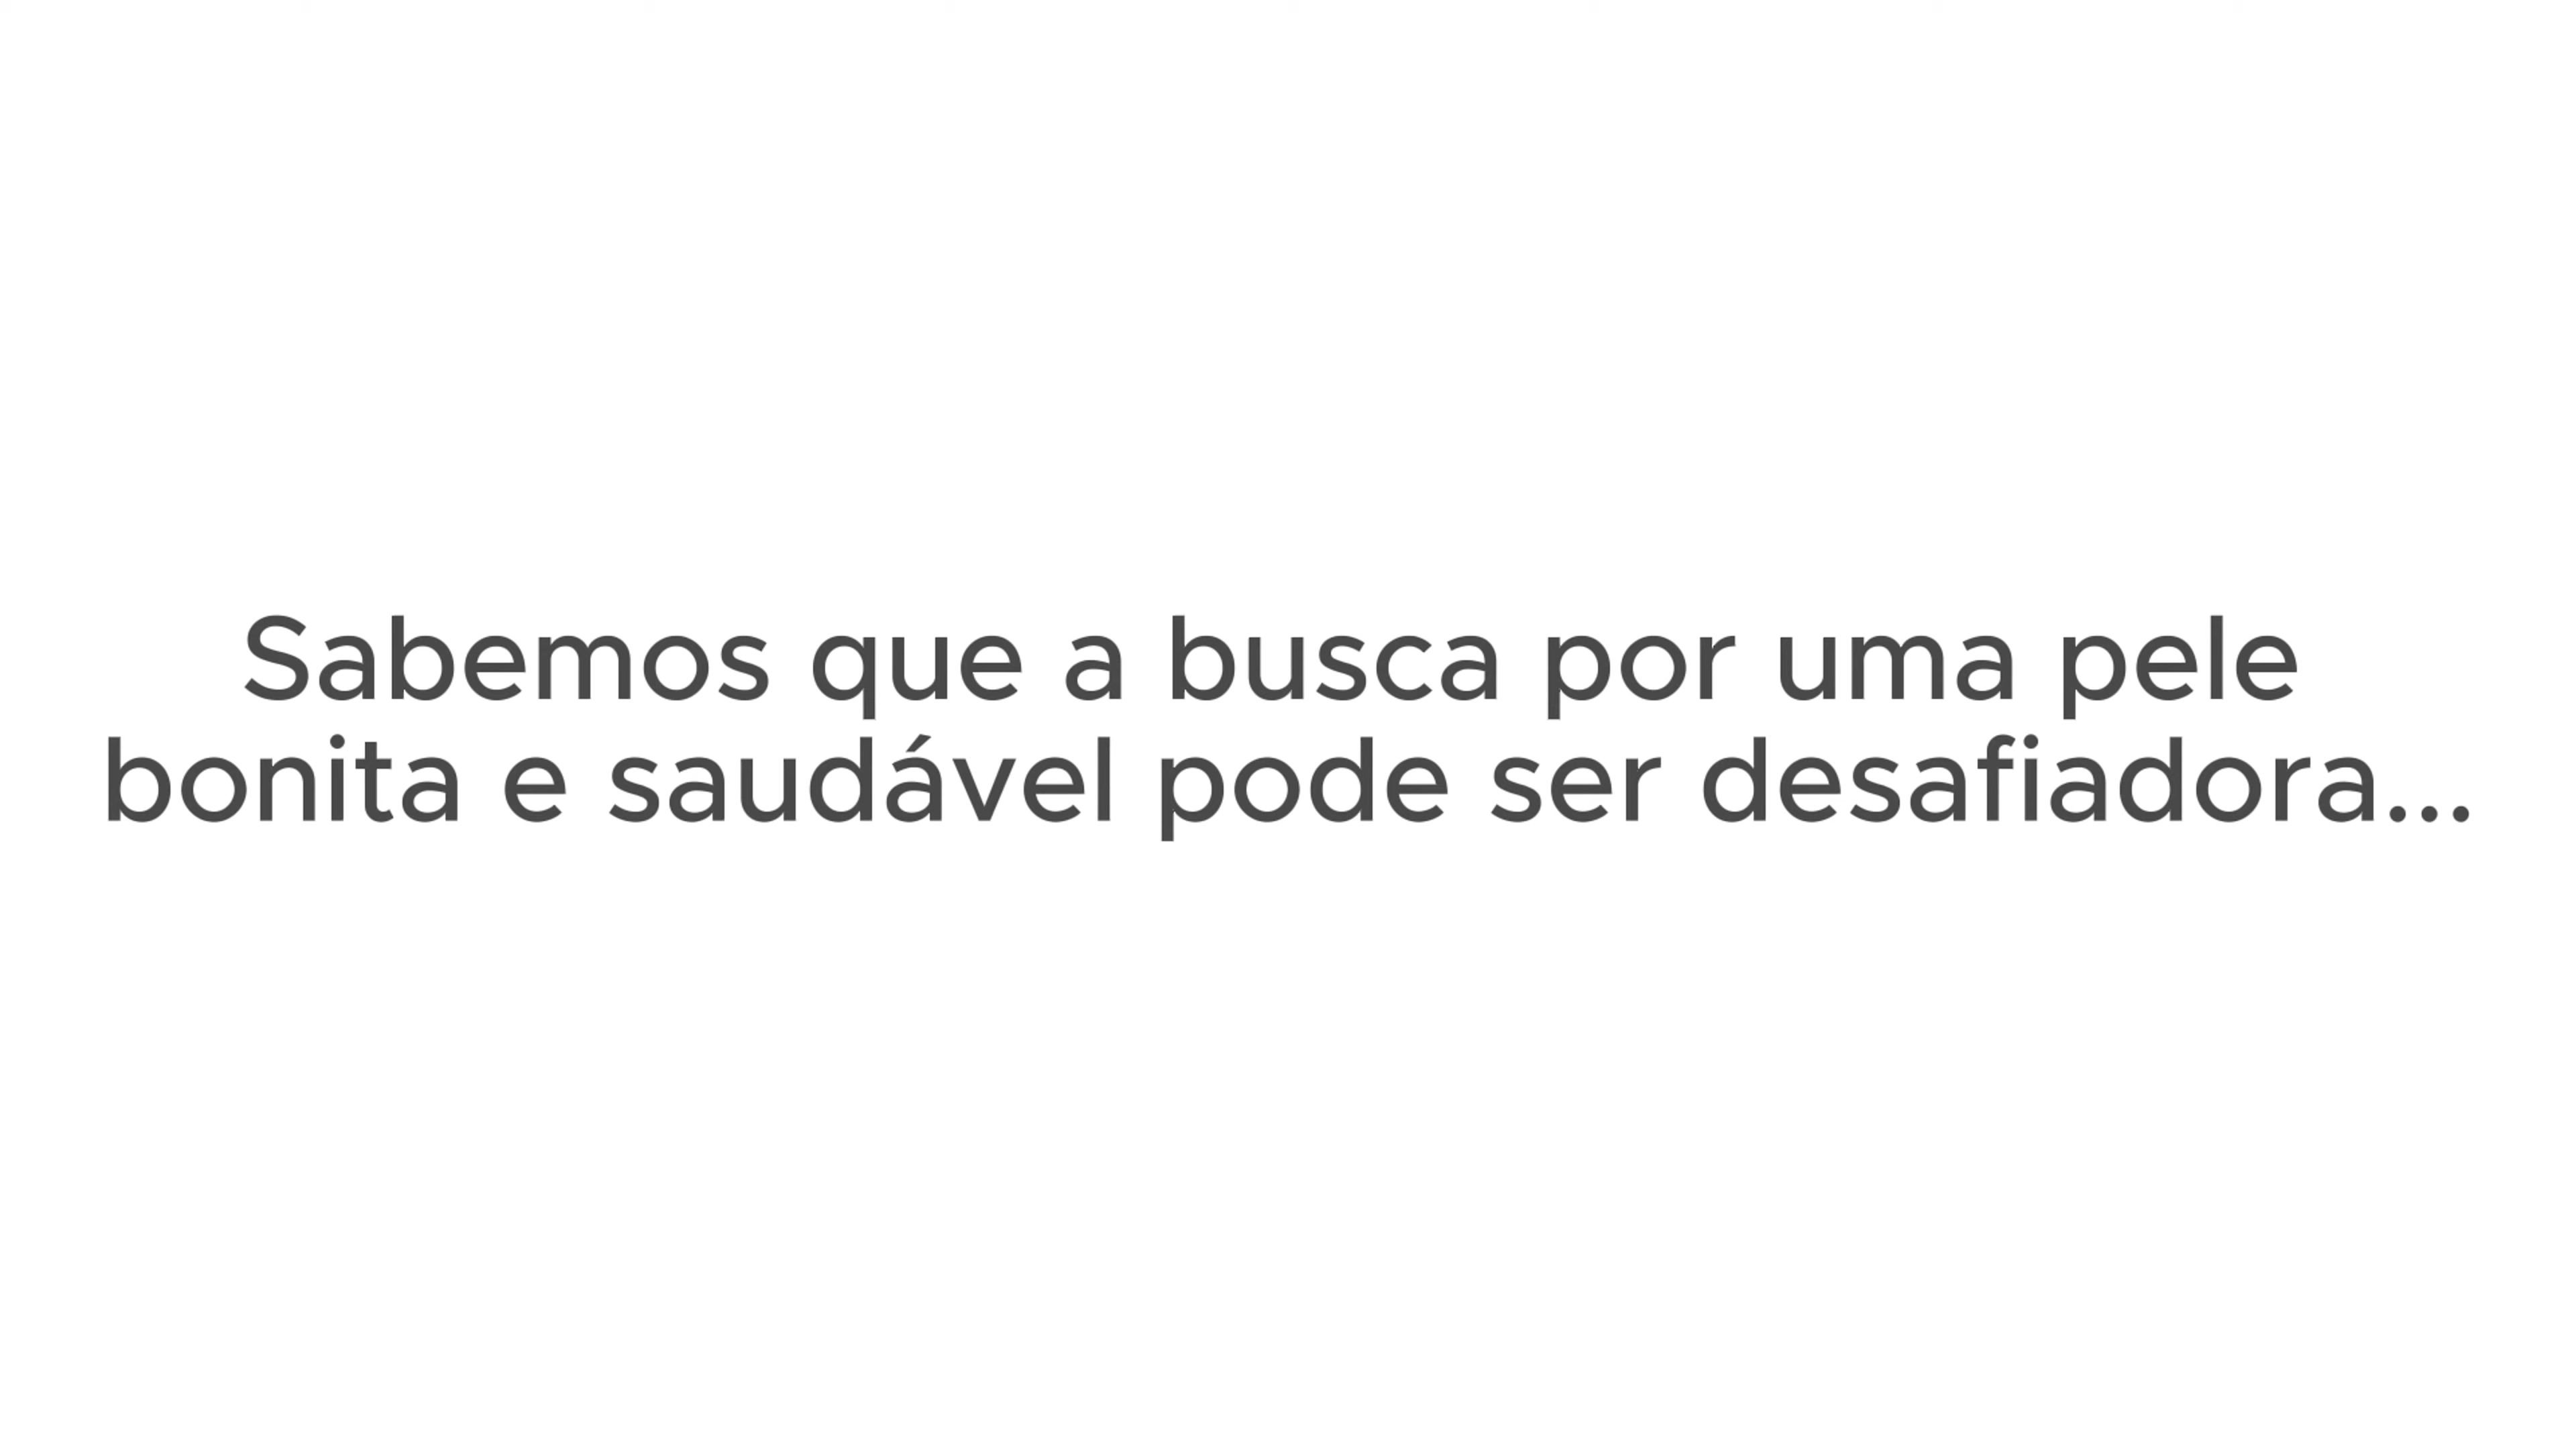 Sabemos que a busca por uma pele
bonita e saudável pode ser desafiadora...